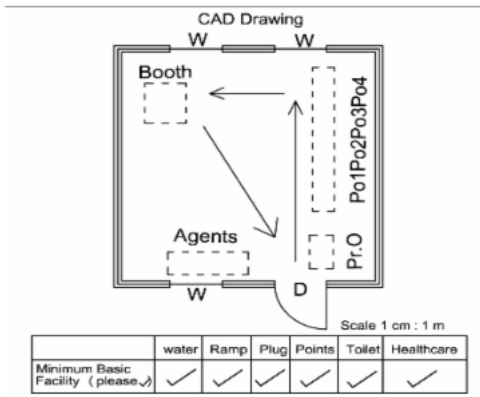 CAD Drawing
W W
Booth
Po1Po2Po3Po4
Agents
Pr.O
W
D
Scale 1 cm : 1 m
water Ramp Plug Points Toilet Healthcare
Minimum Basic
Facility ( please✓) ✓ ✓ ✓ ✓ ✓ ✓